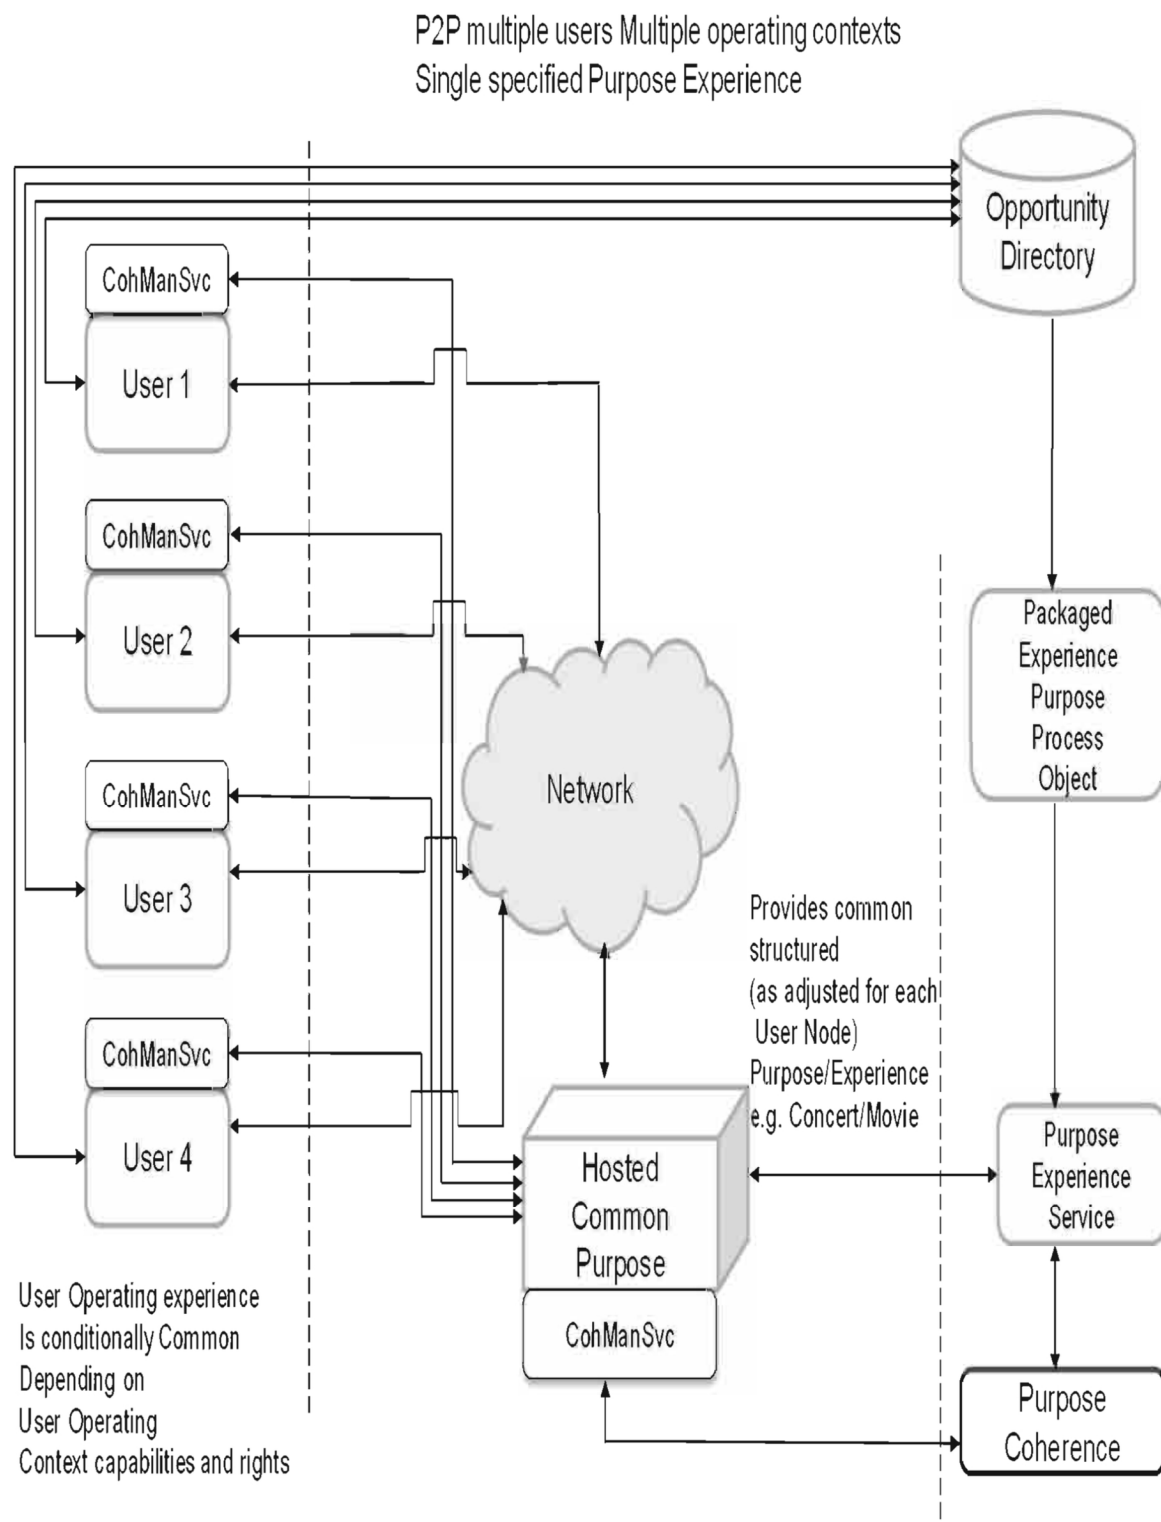 P2P multiple users Multiple operating contexts
Single specified Purpose Experience
Opportunity
Directory
CohManSvc
User 1
CohManSvc
User 2
Packaged
Experience
Purpose
Process
Object
Network
CohManSvc
User 3
Provides common
structured
(as adjusted for each
User Node)
Purpose/Experience
e.g. Concert/Movie
CohManSvc
User 4
Hosted
Common
Purpose
CohManSvc
Purpose
Experience
Service
User Operating experience
Is conditionally Common
Depending on
User Operating
Context capabilities and rights
Purpose
Coherence